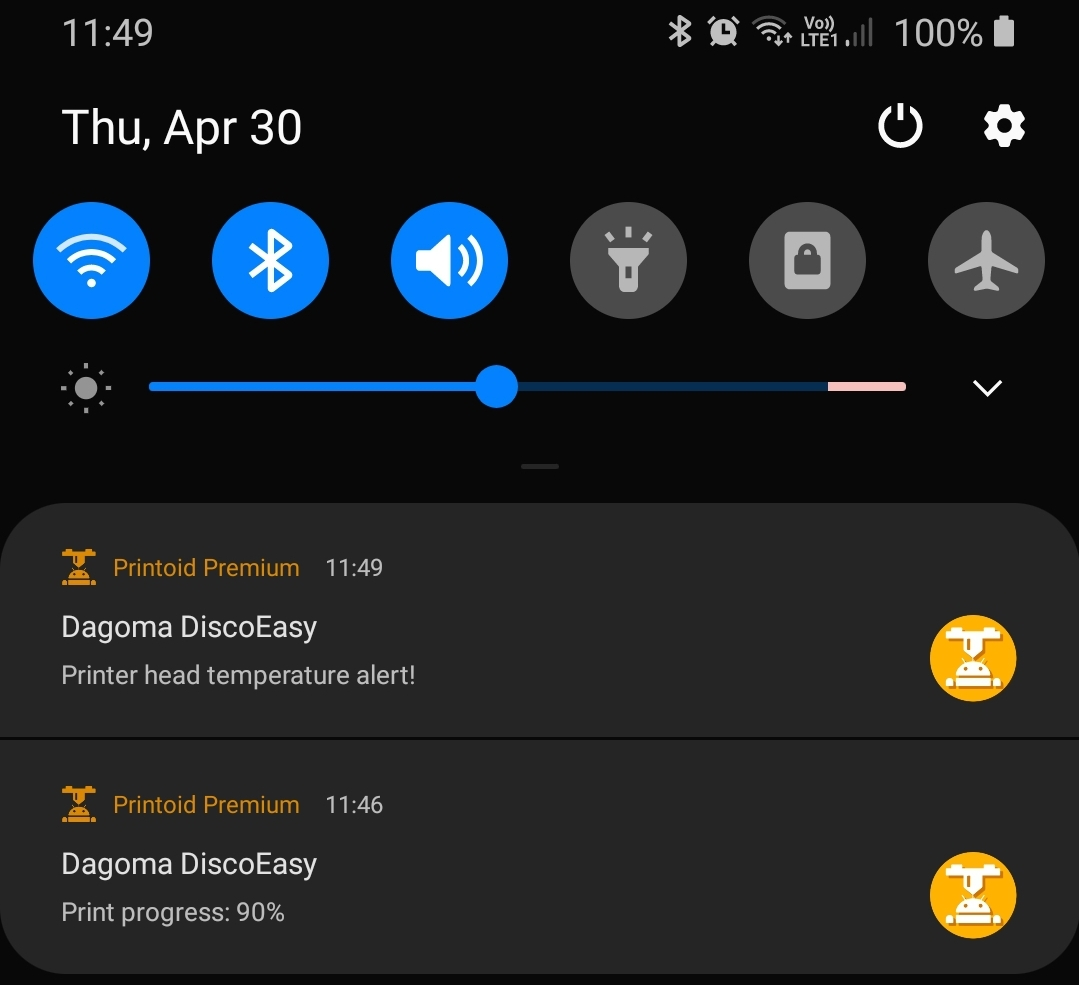 11:49 Vo)) LTE1 100%
Thu, Apr 30
Printoid Premium 11:49
Dagoma DiscoEasy
Printer head temperature alert!
Printoid Premium 11:46
Dagoma DiscoEasy
Print progress: 90%